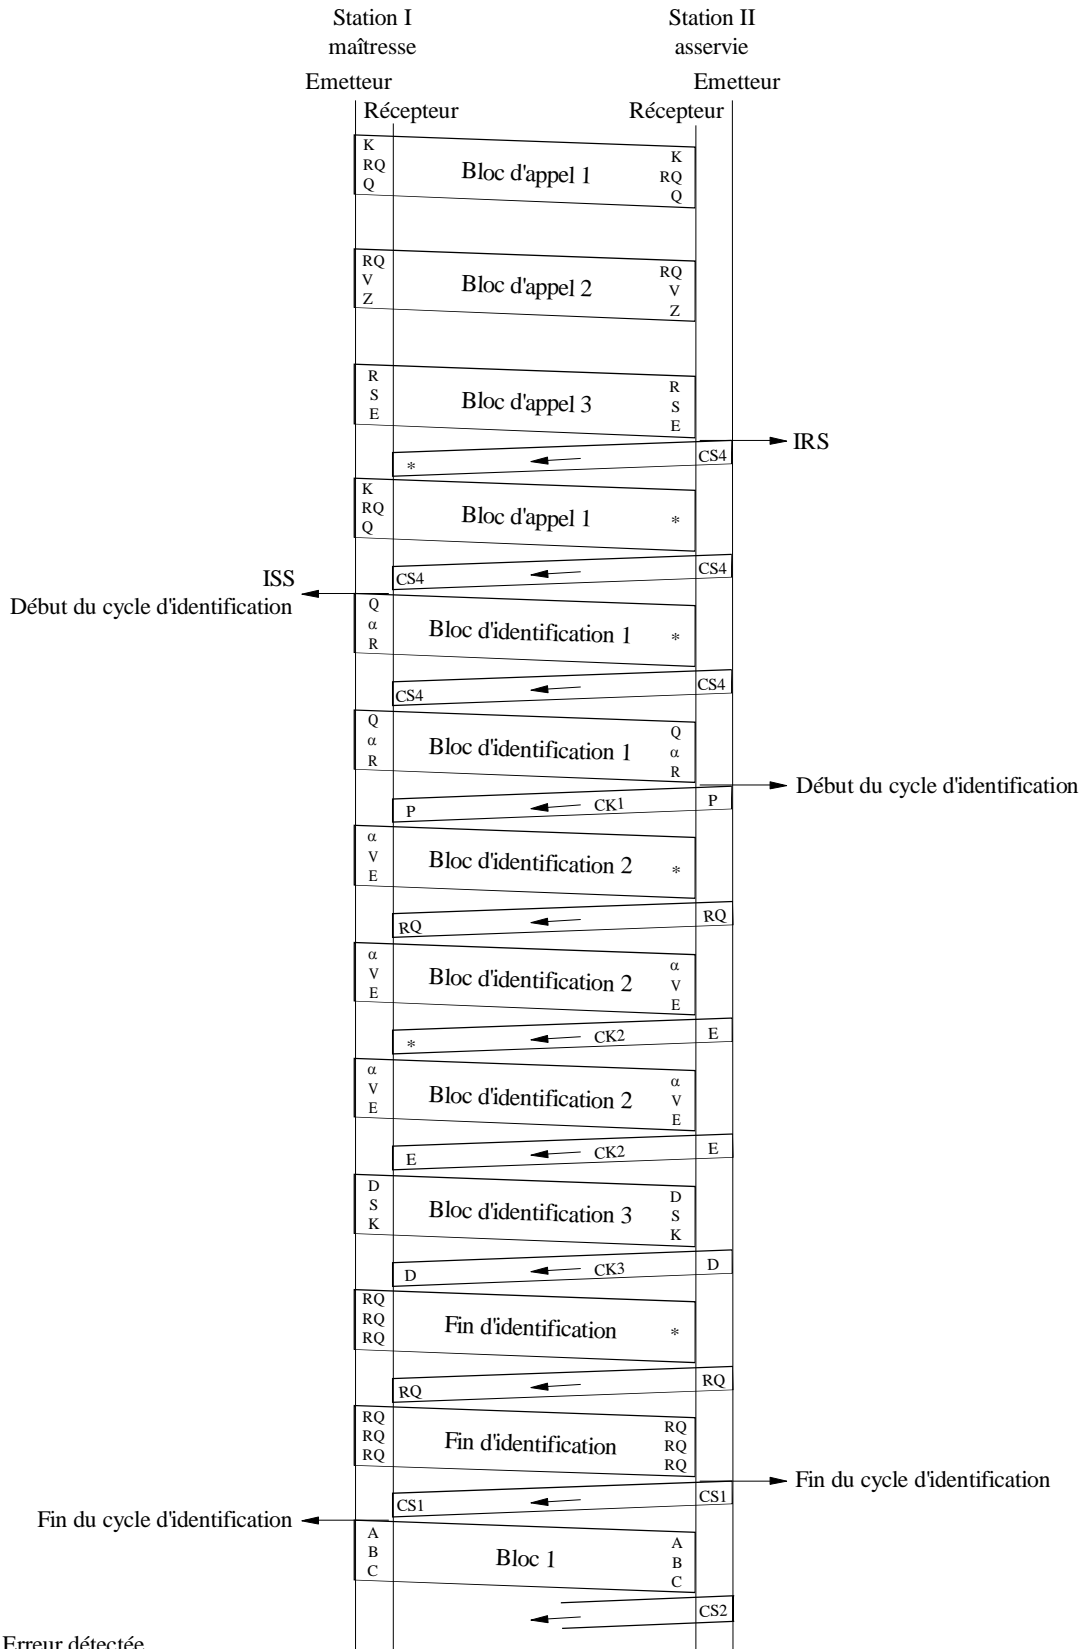 Station I
maîtresse
Station II
asservie
Emetteur
Emetteur
Récepteur
Récepteur
K
RQ
Q
Bloc d'appel 1
K
RQ
Q
RQ
V
Z
Bloc d'appel 2
RQ
V
Z
R
S
E
Bloc d'appel 3
R
S
E
IRS
*
CS4
K
RQ
Q
Bloc d'appel 1
*
CS4
CS4
ISS
Début du cycle d'identification
Q
α
R
Bloc d'identification 1
*
CS4
CS4
Q
α
R
Bloc d'identification 1
Q
α
R
Début du cycle d'identification
P
CK1
P
α
V
E
Bloc d'identification 2
*
RQ
RQ
α
V
E
Bloc d'identification 2
α
V
E
*
CK2
E
α
V
E
Bloc d'identification 2
α
V
E
E
CK2
E
D
S
K
Bloc d'identification 3
D
S
K
D
CK3
D
RQ
RQ
RQ
Fin d'identification
*
RQ
RQ
RQ
RQ
RQ
Fin d'identification
RQ
RQ
RQ
Fin du cycle d'identification
CS1
CS1
Fin du cycle d'identification
A
B
C
Bloc 1
A
B
C
CS2
Erreur détectée